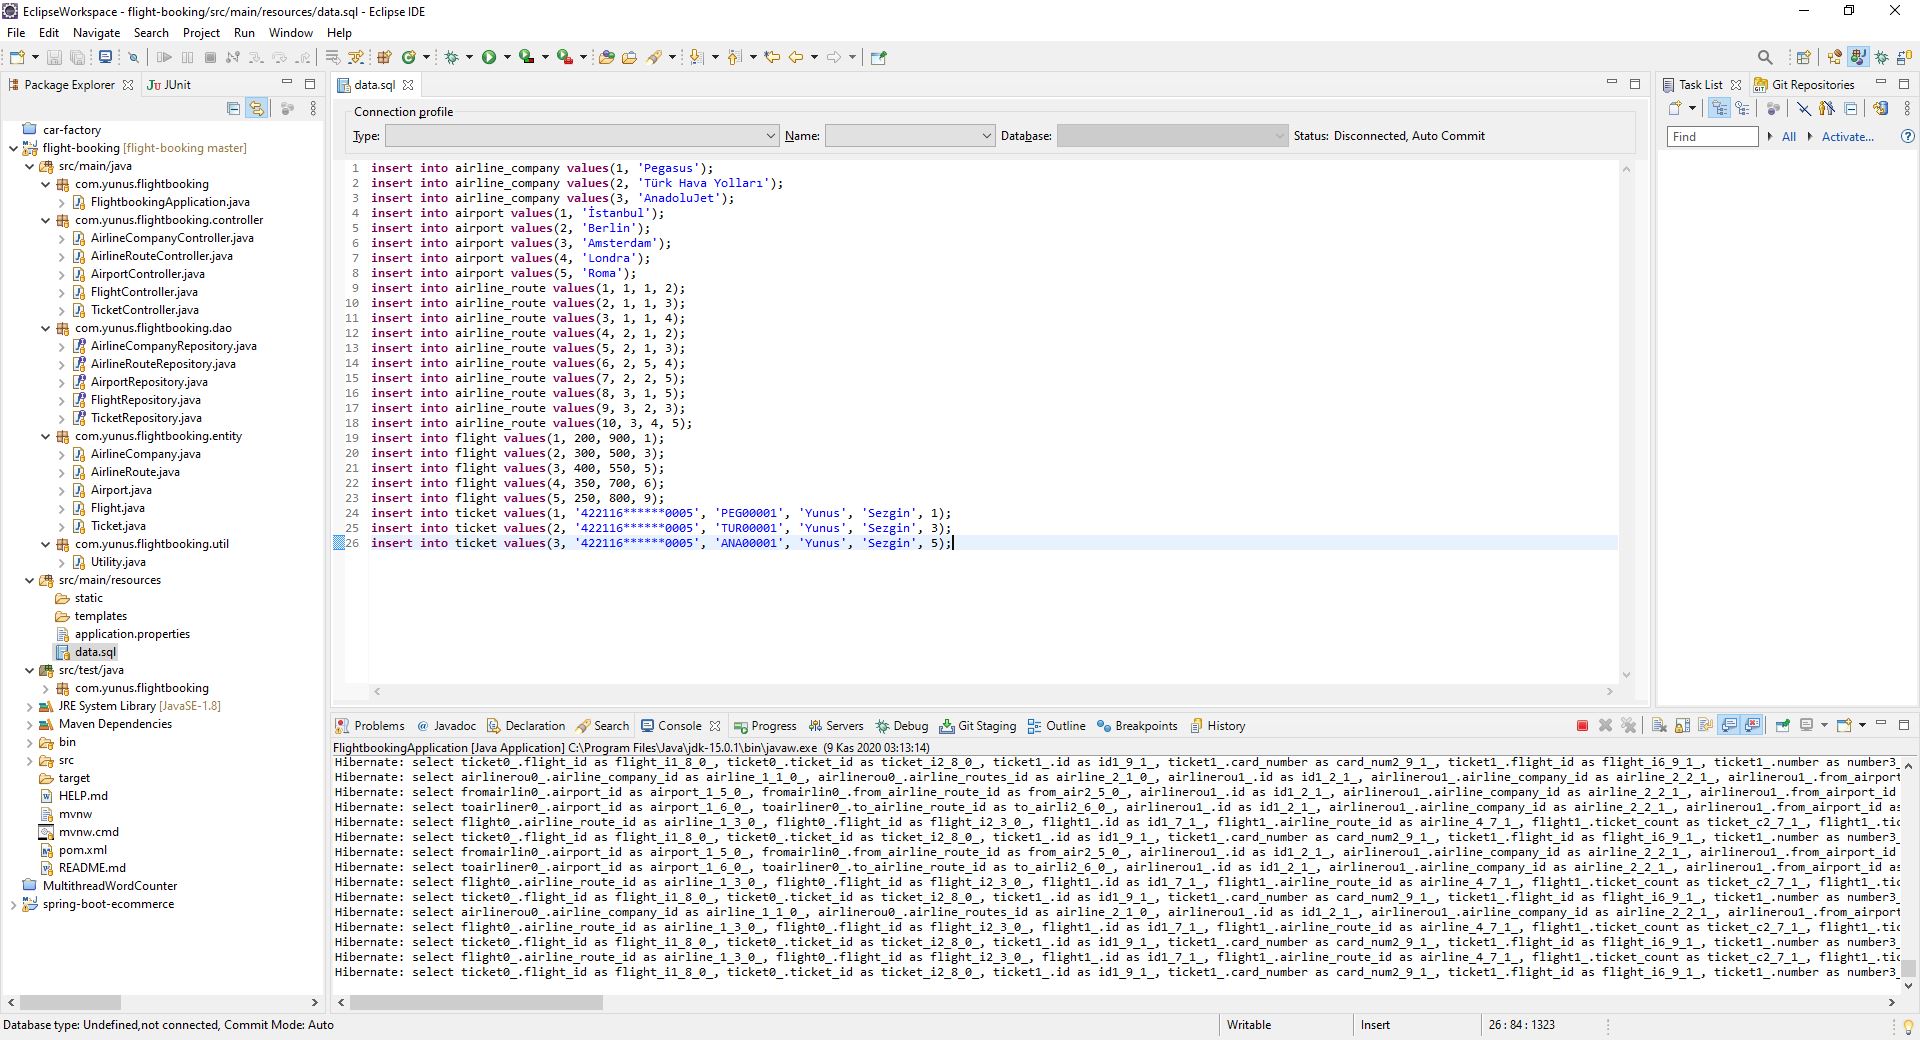 EclipseWorkspace - flight-booking/src/main/resources/data.sql - Eclipse IDE
File Edit Navigate Search Project Run Window Help
Package Explorer JUnit
car-factory
flight-booking [flight-booking master]
src/main/java
com.yunus.flightbooking
FlightbookingApplication.java
com.yunus.flightbooking.controller
AirlineCompanyController.java
AirlineRouteController.java
AirportController.java
FlightController.java
TicketController.java
com.yunus.flightbooking.dao
AirlineCompanyRepository.java
AirlineRouteRepository.java
AirportRepository.java
FlightRepository.java
TicketRepository.java
com.yunus.flightbooking.entity
AirlineCompany.java
AirlineRoute.java
Airport.java
Flight.java
Ticket.java
com.yunus.flightbooking.util
Utility.java
src/main/resources
static
templates
application.properties
data.sql
src/test/java
com.yunus.flightbooking
JRE System Library [JavaSE-1.8]
Maven Dependencies
bin
src
target
HELP.md
mvnw
mvnw.cmd
pom.xml
README.md
MultithreadWordCounter
spring-boot-ecommerce
data.sql
Connection profile
Type: Name: Database: Status: Disconnected, Auto Commit
1 insert into airline_company values(1, 'Pegasus');
2 insert into airline_company values(2, 'Türk Hava Yolları');
3 insert into airline_company values(3, 'AnadoluJet');
4 insert into airport values(1, 'İstanbul');
5 insert into airport values(2, 'Berlin');
6 insert into airport values(3, 'Amsterdam');
7 insert into airport values(4, 'Londra');
8 insert into airport values(5, 'Roma');
9 insert into airline_route values(1, 1, 1, 2);
10 insert into airline_route values(2, 1, 1, 3);
11 insert into airline_route values(3, 1, 1, 4);
12 insert into airline_route values(4, 2, 1, 2);
13 insert into airline_route values(5, 2, 1, 3);
14 insert into airline_route values(6, 2, 5, 4);
15 insert into airline_route values(7, 2, 2, 5);
16 insert into airline_route values(8, 3, 1, 5);
17 insert into airline_route values(9, 3, 2, 3);
18 insert into airline_route values(10, 3, 4, 5);
19 insert into flight values(1, 200, 900, 1);
20 insert into flight values(2, 300, 500, 3);
21 insert into flight values(3, 400, 550, 5);
22 insert into flight values(4, 350, 700, 6);
23 insert into flight values(5, 250, 800, 9);
24 insert into ticket values(1, '422116******0005', 'PEG00001', 'Yunus', 'Sezgin', 1);
25 insert into ticket values(2, '422116******0005', 'TUR00001', 'Yunus', 'Sezgin', 3);
26 insert into ticket values(3, '422116******0005', 'ANA00001', 'Yunus', 'Sezgin', 5);
Task List Git Repositories
Find All Activate...
Problems Javadoc Declaration Search Console Progress Servers Debug Git Staging Outline Breakpoints History
FlightbookingApplication [Java Application] C:\Program Files\Java\jdk-15.0.1\bin\javaw.exe (9 Kas 2020 03:13:14)
Hibernate: select ticket0_.flight_id as flight_i1_8_0_, ticket0_.ticket_id as ticket_i2_8_0_, ticket1_.id as id1_9_1_, ticket1_.card_number as card_num2_9_1_, ticket1_.flight_id as flight_i6_9_1_, ticket1_.number as number3_
Hibernate: select airlinerou0_.airline_company_id as airline_1_1_0_, airlinerou0_.airline_routes_id as airline_2_1_0_, airlinerou1_.id as id1_2_1_, airlinerou1_.airline_company_id as airline_2_2_1_, airlinerou1_.from_airport
Hibernate: select fromairlin0_.airport_id as airport_1_5_0_, fromairlin0_.from_airline_route_id as from_air2_5_0_, airlinerou1_.id as id1_2_1_, airlinerou1_.airline_company_id as airline_2_2_1_, airlinerou1_.from_airport_id
Hibernate: select toairliner0_.airport_id as airport_1_6_0_, toairliner0_.to_airline_route_id as to_airli2_6_0_, airlinerou1_.id as id1_2_1_, airlinerou1_.airline_company_id as airline_2_2_1_, airlinerou1_.from_airport_id as
Hibernate: select flight0_.airline_route_id as airline_1_3_0_, flight0_.flight_id as flight_i2_3_0_, flight1_.id as id1_7_1_, flight1_.airline_route_id as airline_4_7_1_, flight1_.ticket_count as ticket_c2_7_1_, flight1_.tic
Hibernate: select ticket0_.flight_id as flight_i1_8_0_, ticket0_.ticket_id as ticket_i2_8_0_, ticket1_.id as id1_9_1_, ticket1_.card_number as card_num2_9_1_, ticket1_.flight_id as flight_i6_9_1_, ticket1_.number as number3_
Hibernate: select fromairlin0_.airport_id as airport_1_5_0_, fromairlin0_.from_airline_route_id as from_air2_5_0_, airlinerou1_.id as id1_2_1_, airlinerou1_.airline_company_id as airline_2_2_1_, airlinerou1_.from_airport_id
Hibernate: select toairliner0_.airport_id as airport_1_6_0_, toairliner0_.to_airline_route_id as to_airli2_6_0_, airlinerou1_.id as id1_2_1_, airlinerou1_.airline_company_id as airline_2_2_1_, airlinerou1_.from_airport_id as
Hibernate: select flight0_.airline_route_id as airline_1_3_0_, flight0_.flight_id as flight_i2_3_0_, flight1_.id as id1_7_1_, flight1_.airline_route_id as airline_4_7_1_, flight1_.ticket_count as ticket_c2_7_1_, flight1_.tic
Hibernate: select ticket0_.flight_id as flight_i1_8_0_, ticket0_.ticket_id as ticket_i2_8_0_, ticket1_.id as id1_9_1_, ticket1_.card_number as card_num2_9_1_, ticket1_.flight_id as flight_i6_9_1_, ticket1_.number as number3_
Hibernate: select airlinerou0_.airline_company_id as airline_1_1_0_, airlinerou0_.airline_routes_id as airline_2_1_0_, airlinerou1_.id as id1_2_1_, airlinerou1_.airline_company_id as airline_2_2_1_, airlinerou1_.from_airport
Hibernate: select flight0_.airline_route_id as airline_1_3_0_, flight0_.flight_id as flight_i2_3_0_, flight1_.id as id1_7_1_, flight1_.airline_route_id as airline_4_7_1_, flight1_.ticket_count as ticket_c2_7_1_, flight1_.tic
Hibernate: select ticket0_.flight_id as flight_i1_8_0_, ticket0_.ticket_id as ticket_i2_8_0_, ticket1_.id as id1_9_1_, ticket1_.card_number as card_num2_9_1_, ticket1_.flight_id as flight_i6_9_1_, ticket1_.number as number3_
Hibernate: select flight0_.airline_route_id as airline_1_3_0_, flight0_.flight_id as flight_i2_3_0_, flight1_.id as id1_7_1_, flight1_.airline_route_id as airline_4_7_1_, flight1_.ticket_count as ticket_c2_7_1_, flight1_.tic
Hibernate: select ticket0_.flight_id as flight_i1_8_0_, ticket0_.ticket_id as ticket_i2_8_0_, ticket1_.id as id1_9_1_, ticket1_.card_number as card_num2_9_1_, ticket1_.flight_id as flight_i6_9_1_, ticket1_.number as number3_
Database type: Undefined,not connected, Commit Mode: Auto Writable Insert 26 : 84 : 1323